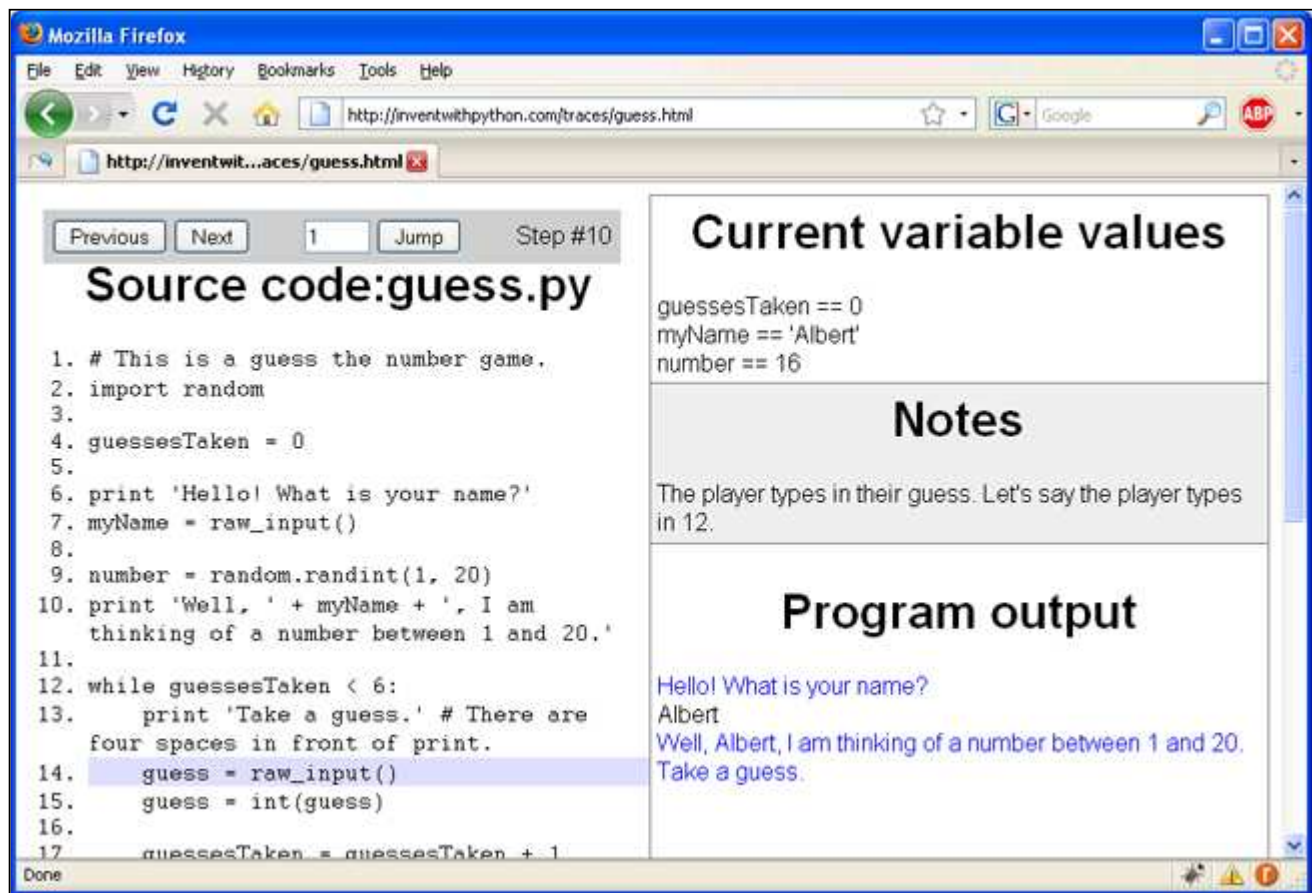 Mozilla Firefox
File Edit View History Bookmarks Tools Help
http://inventwithpython.com/traces/guess.html
G Google
ABP
http://inventwit...aces/guess.html
Previous Next 1 Jump Step #10
Source code:guess.py
1. # This is a guess the number game.
2. import random
3.
4. guessesTaken = 0
5.
6. print 'Hello! What is your name?'
7. myName = raw_input()
8.
9. number = random.randint(1, 20)
10. print 'Well, ' + myName + ', I am
thinking of a number between 1 and 20.'
11.
12. while guessesTaken < 6:
13. print 'Take a guess.' # There are
four spaces in front of print.
14. guess = raw_input()
15. guess = int(guess)
16.
17 guessesTaken = guessesTaken + 1
Current variable values
guessesTaken == 0
myName == 'Albert'
number == 16
Notes
The player types in their guess. Let's say the player types
in 12.
Program output
Hello! What is your name?
Albert
Well, Albert, I am thinking of a number between 1 and 20.
Take a guess.
Done